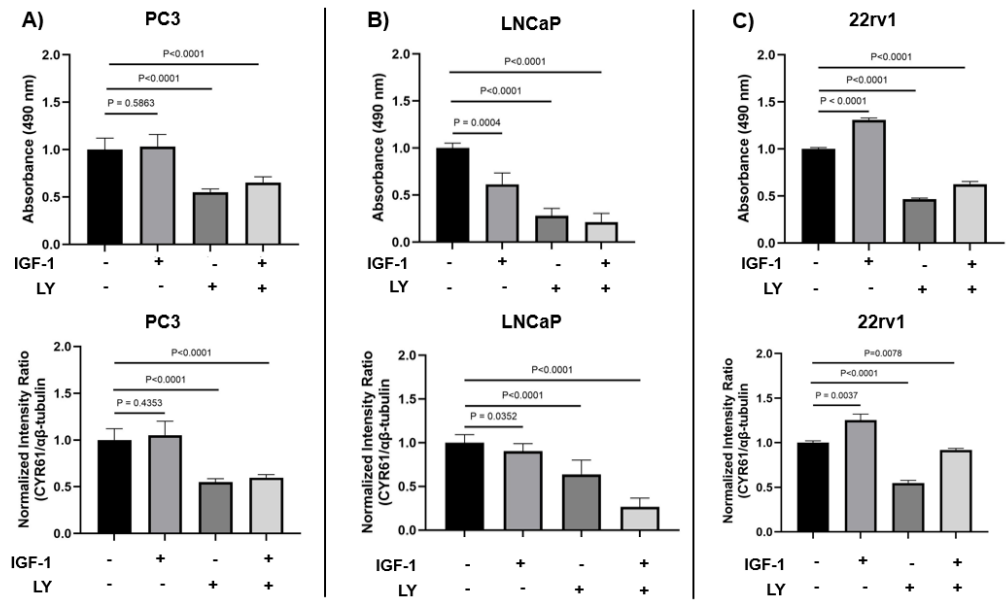 A)
PC3
Absorbance (490 nm)
2.0
1.5
1.0
0.5
0.0
P<0.0001
P<0.0001
P = 0.5863
IGF-1 - + - +
LY - - + +
PC3
Normalized Intensity Ratio
(CYR61/αβ-tubulin
2.0
1.5
1.0
0.5
0.0
P<0.0001
P<0.0001
P = 0.4353
IGF-1 - + - +
LY - - + +
B)
LNCaP
Absorbance (490 nm)
2.0
1.5
1.0
0.5
0.0
P<0.0001
P<0.0001
P = 0.0004
IGF-1 - + - +
LY - - + +
LNCaP
Normalized Intensity Ratio
(CYR61/αβ-tubulin
2.0
1.5
1.0
0.5
0.0
P<0.0001
P<0.0001
P = 0.0352
IGF-1 - + - +
LY - - + +
C)
22rv1
Absorbance (490 nm)
2.0
1.5
1.0
0.5
0.0
P<0.0001
P<0.0001
P < 0.0001
IGF-1 - + - +
LY - - + +
22rv1
Normalized Intensity Ratio
(CYR61/αβ-tubulin
2.0
1.5
1.0
0.5
0.0
P=0.0078
P<0.0001
P = 0.0037
IGF-1 - + - +
LY - - + +